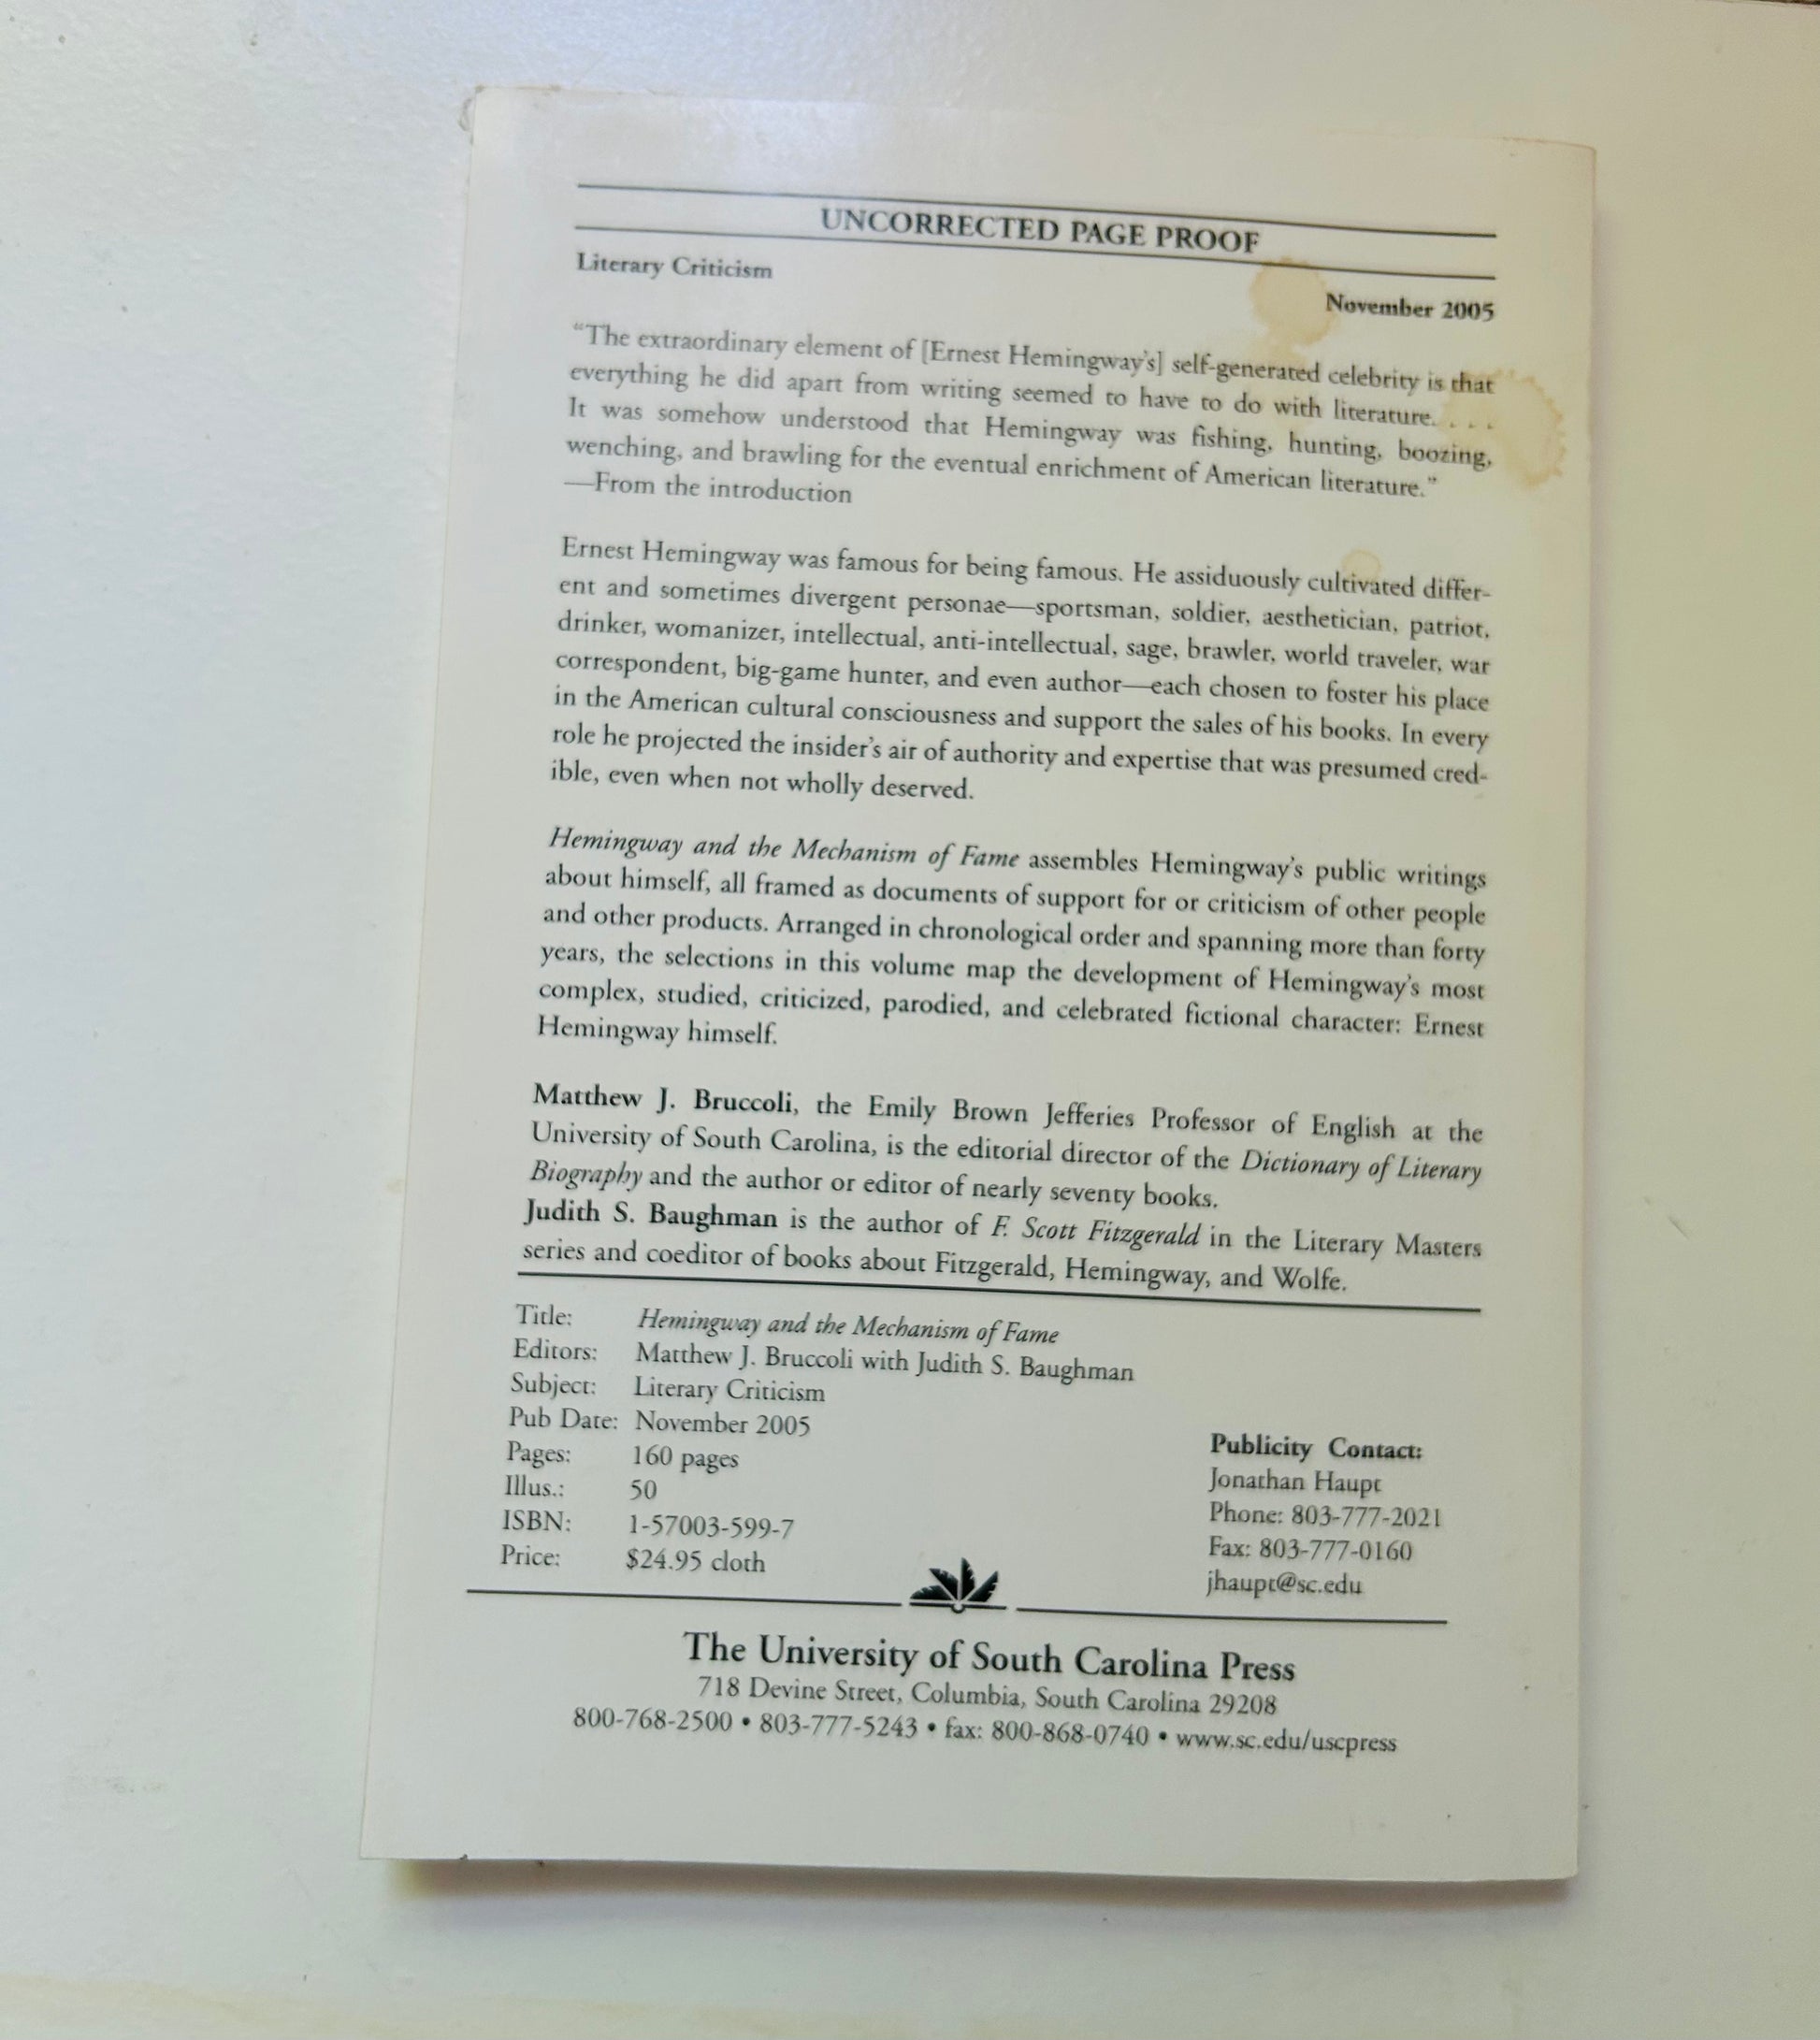 UNCORRECTED PAGE PROOF
Literary Criticism
November 2005
“The extraordinary element of [Ernest Hemingway’s] self-generated celebrity is that
everything he did apart from writing seemed to have to do with literature. . . .
It was somehow understood that Hemingway was fishing, hunting, boozing,
wenching, and brawling for the eventual enrichment of American literature.”
—From the introduction
Ernest Hemingway was famous for being famous. He assiduously cultivated differ-
ent and sometimes divergent personae—sportsman, soldier, aesthetician, patriot,
drinker, womanizer, intellectual, anti-intellectual, sage, brawler, world traveler, war
correspondent, big-game hunter, and even author—each chosen to foster his place
in the American cultural consciousness and support the sales of his books. In every
role he projected the insider’s air of authority and expertise that was presumed cred-
ible, even when not wholly deserved.
Hemingway and the Mechanism of Fame assembles Hemingway’s public writings
about himself, all framed as documents of support for or criticism of other people
and other products. Arranged in chronological order and spanning more than forty
years, the selections in this volume map the development of Hemingway’s most
complex, studied, criticized, parodied, and celebrated fictional character: Ernest
Hemingway himself.
Matthew J. Bruccoli, the Emily Brown Jefferies Professor of English at the
University of South Carolina, is the editorial director of the Dictionary of Literary
Biography and the author or editor of nearly seventy books.
Judith S. Baughman is the author of F. Scott Fitzgerald in the Literary Masters
series and coeditor of books about Fitzgerald, Hemingway, and Wolfe.
Title: Hemingway and the Mechanism of Fame
Editors: Matthew J. Bruccoli with Judith S. Baughman
Subject: Literary Criticism
Pub Date: November 2005
Pages: 160 pages
Illus.: 50
ISBN: 1-57003-599-7
Price: $24.95 cloth
Publicity Contact:
Jonathan Haupt
Phone: 803-777-2021
Fax: 803-777-0160
jhaupt@sc.edu
The University of South Carolina Press
718 Devine Street, Columbia, South Carolina 29208
800-768-2500 • 803-777-5243 • fax: 800-868-0740 • www.sc.edu/uscpress